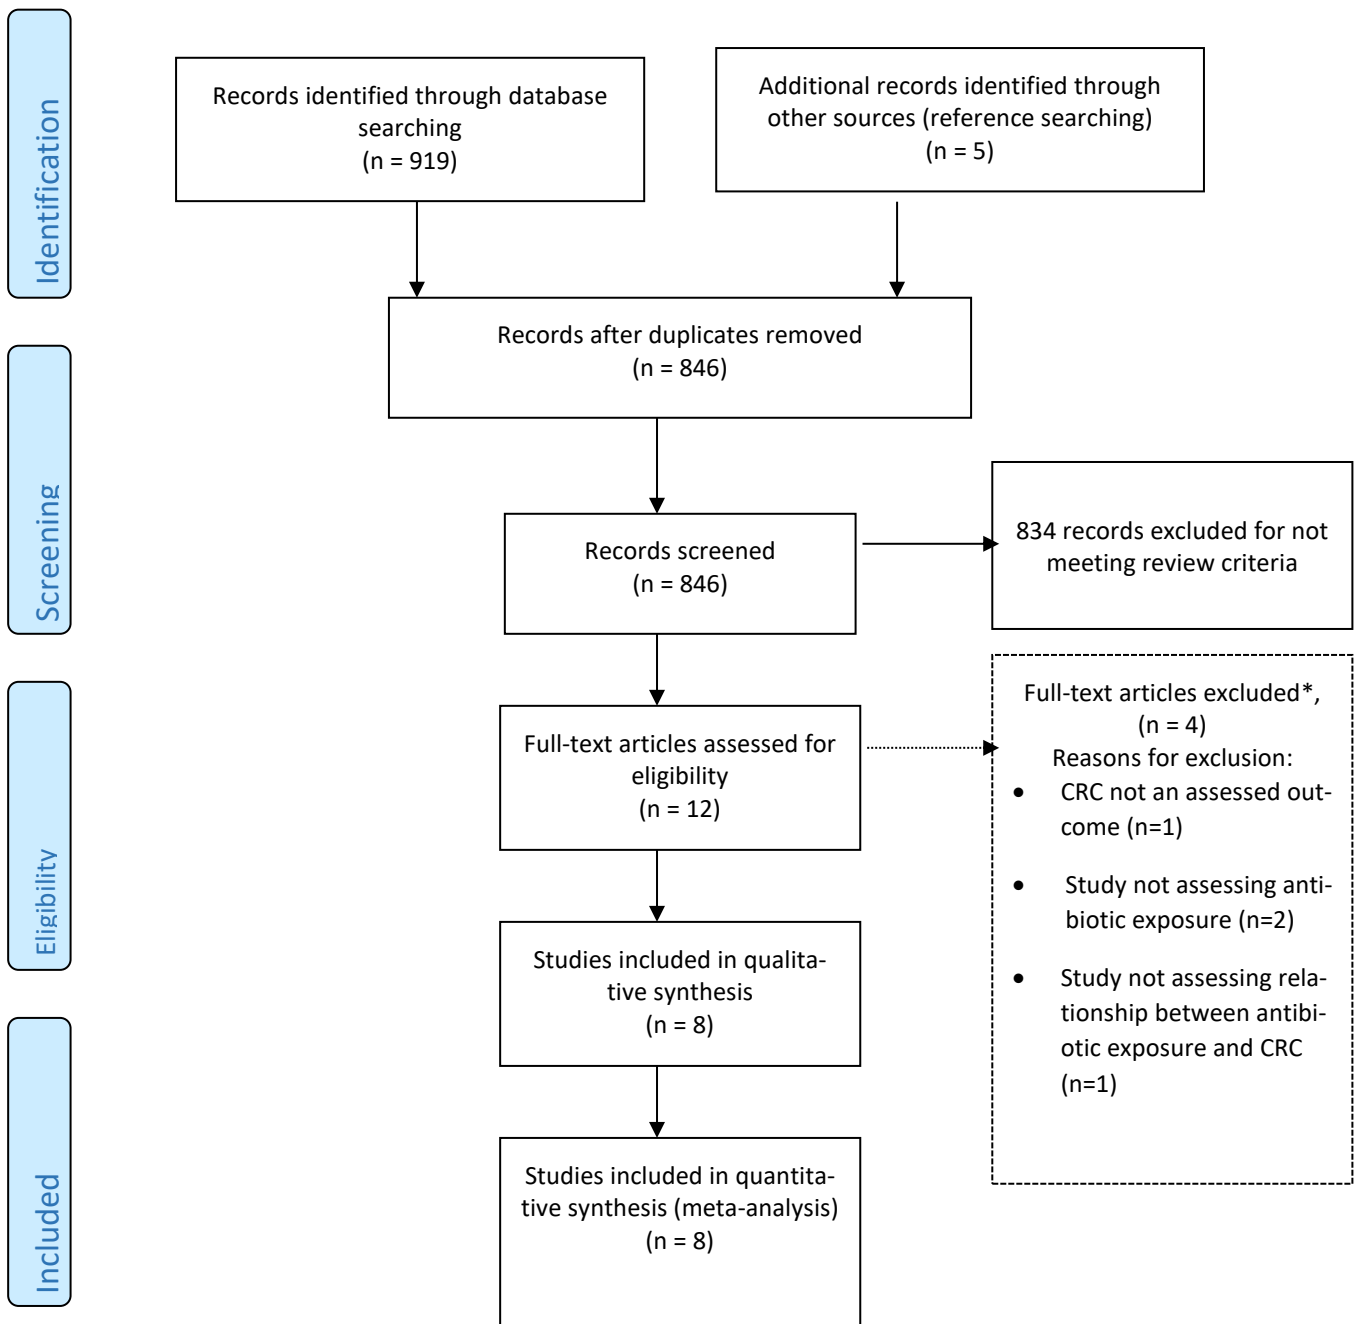 Identification
Records identified through database
searching
(n = 919)
Additional records identified through
other sources (reference searching)
(n = 5)
Records after duplicates removed
(n = 846)
Screening
Records screened
(n = 846)
834 records excluded for not
meeting review criteria
Eligibility
Full-text articles assessed for
eligibility
(n = 12)
Full-text articles excluded*,
(n = 4)
Reasons for exclusion:
• CRC not an assessed out-
come (n=1)
• Study not assessing anti-
biotic exposure (n=2)
• Study not assessing rela-
tionship between antibi-
otic exposure and CRC
(n=1)
Studies included in qualita-
tive synthesis
(n = 8)
Included
Studies included in quantita-
tive synthesis (meta-analysis)
(n = 8)